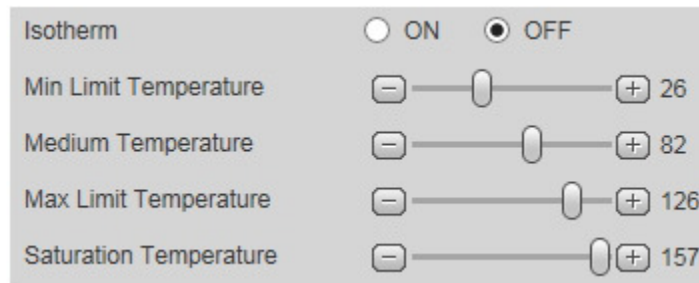 Isotherm ON OFF
Min Limit Temperature 26
Medium Temperature 82
Max Limit Temperature 126
Saturation Temperature 157